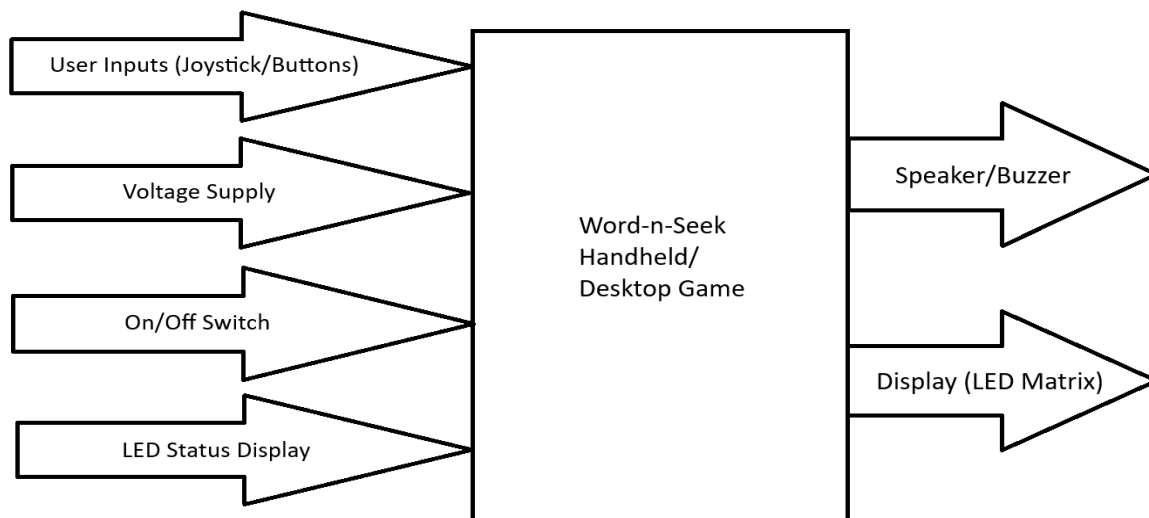 User Inputs (Joystick/Buttons)
Voltage Supply
On/Off Switch
LED Status Display
Word-n-Seek
Handheld/
Desktop Game
Speaker/Buzzer
Display (LED Matrix)